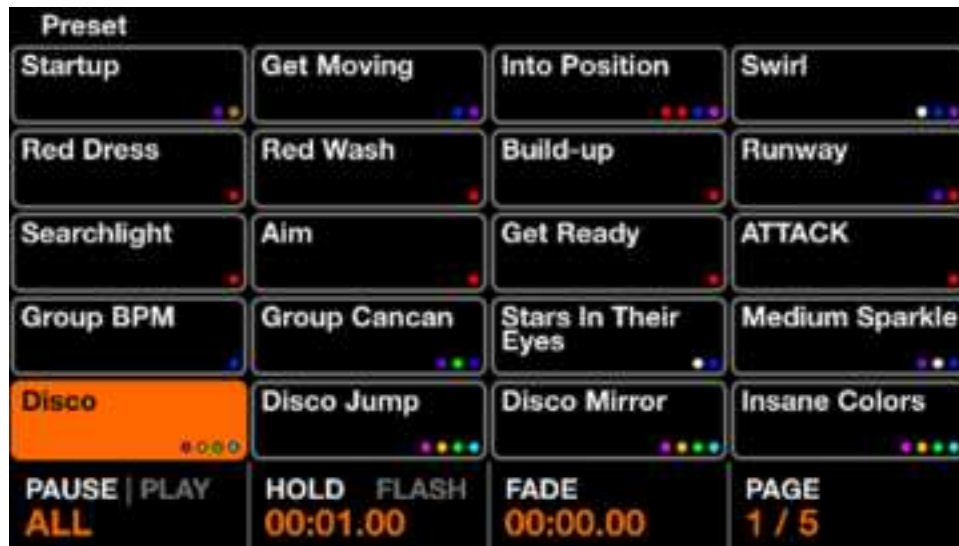 Preset
Startup
Get Moving
Into Position
Swirl
Red Dress
Red Wash
Build-up
Runway
Searchlight
Aim
Get Ready
ATTACK
Group BPM
Group Cancan
Stars In Their
Eyes
Medium Sparkle
Disco
Disco Jump
Disco Mirror
Insane Colors
PAUSE | PLAY
ALL
HOLD FLASH
00:01.00
FADE
00:00.00
PAGE
1 / 5